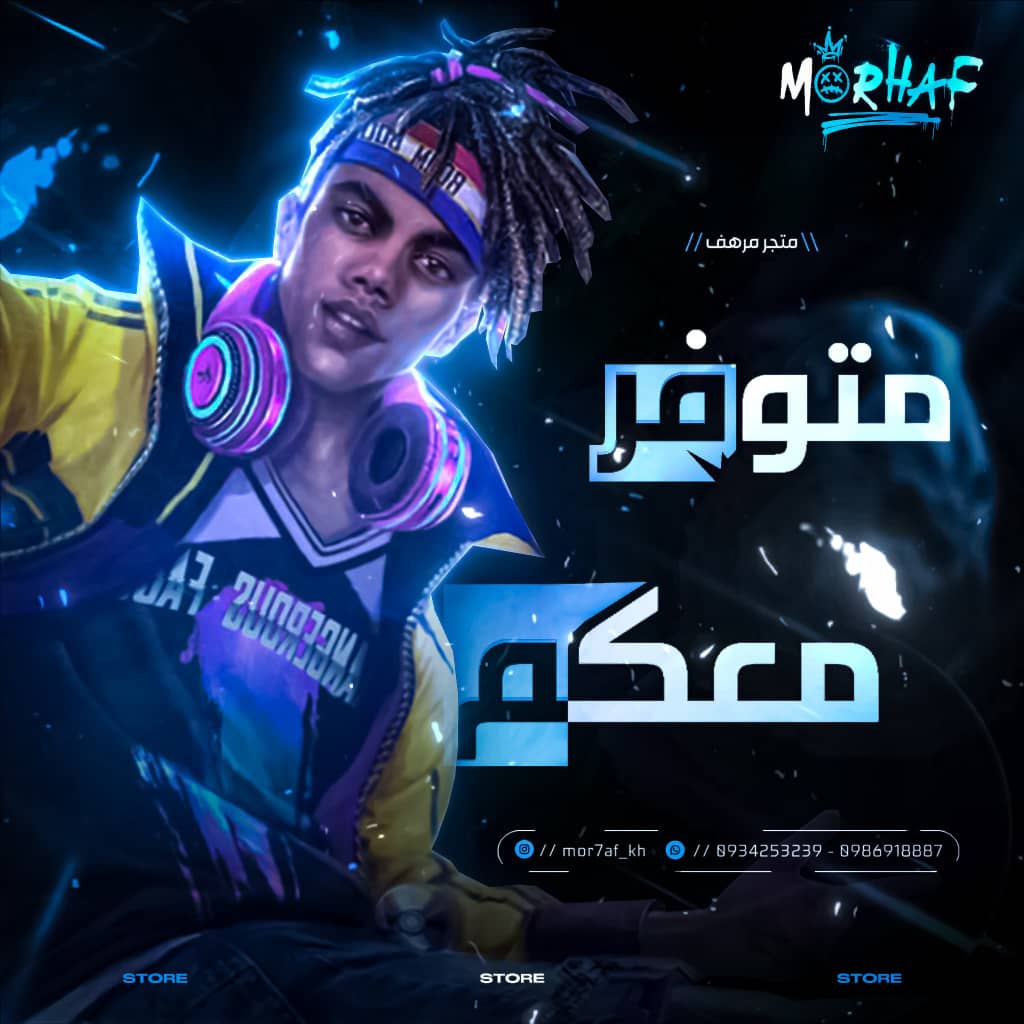 MORHAF
\\ متجر مرهف //
متوفر
معكم
// mor7af_kh // 0934253239 - 0986918887
STORE STORE STORE